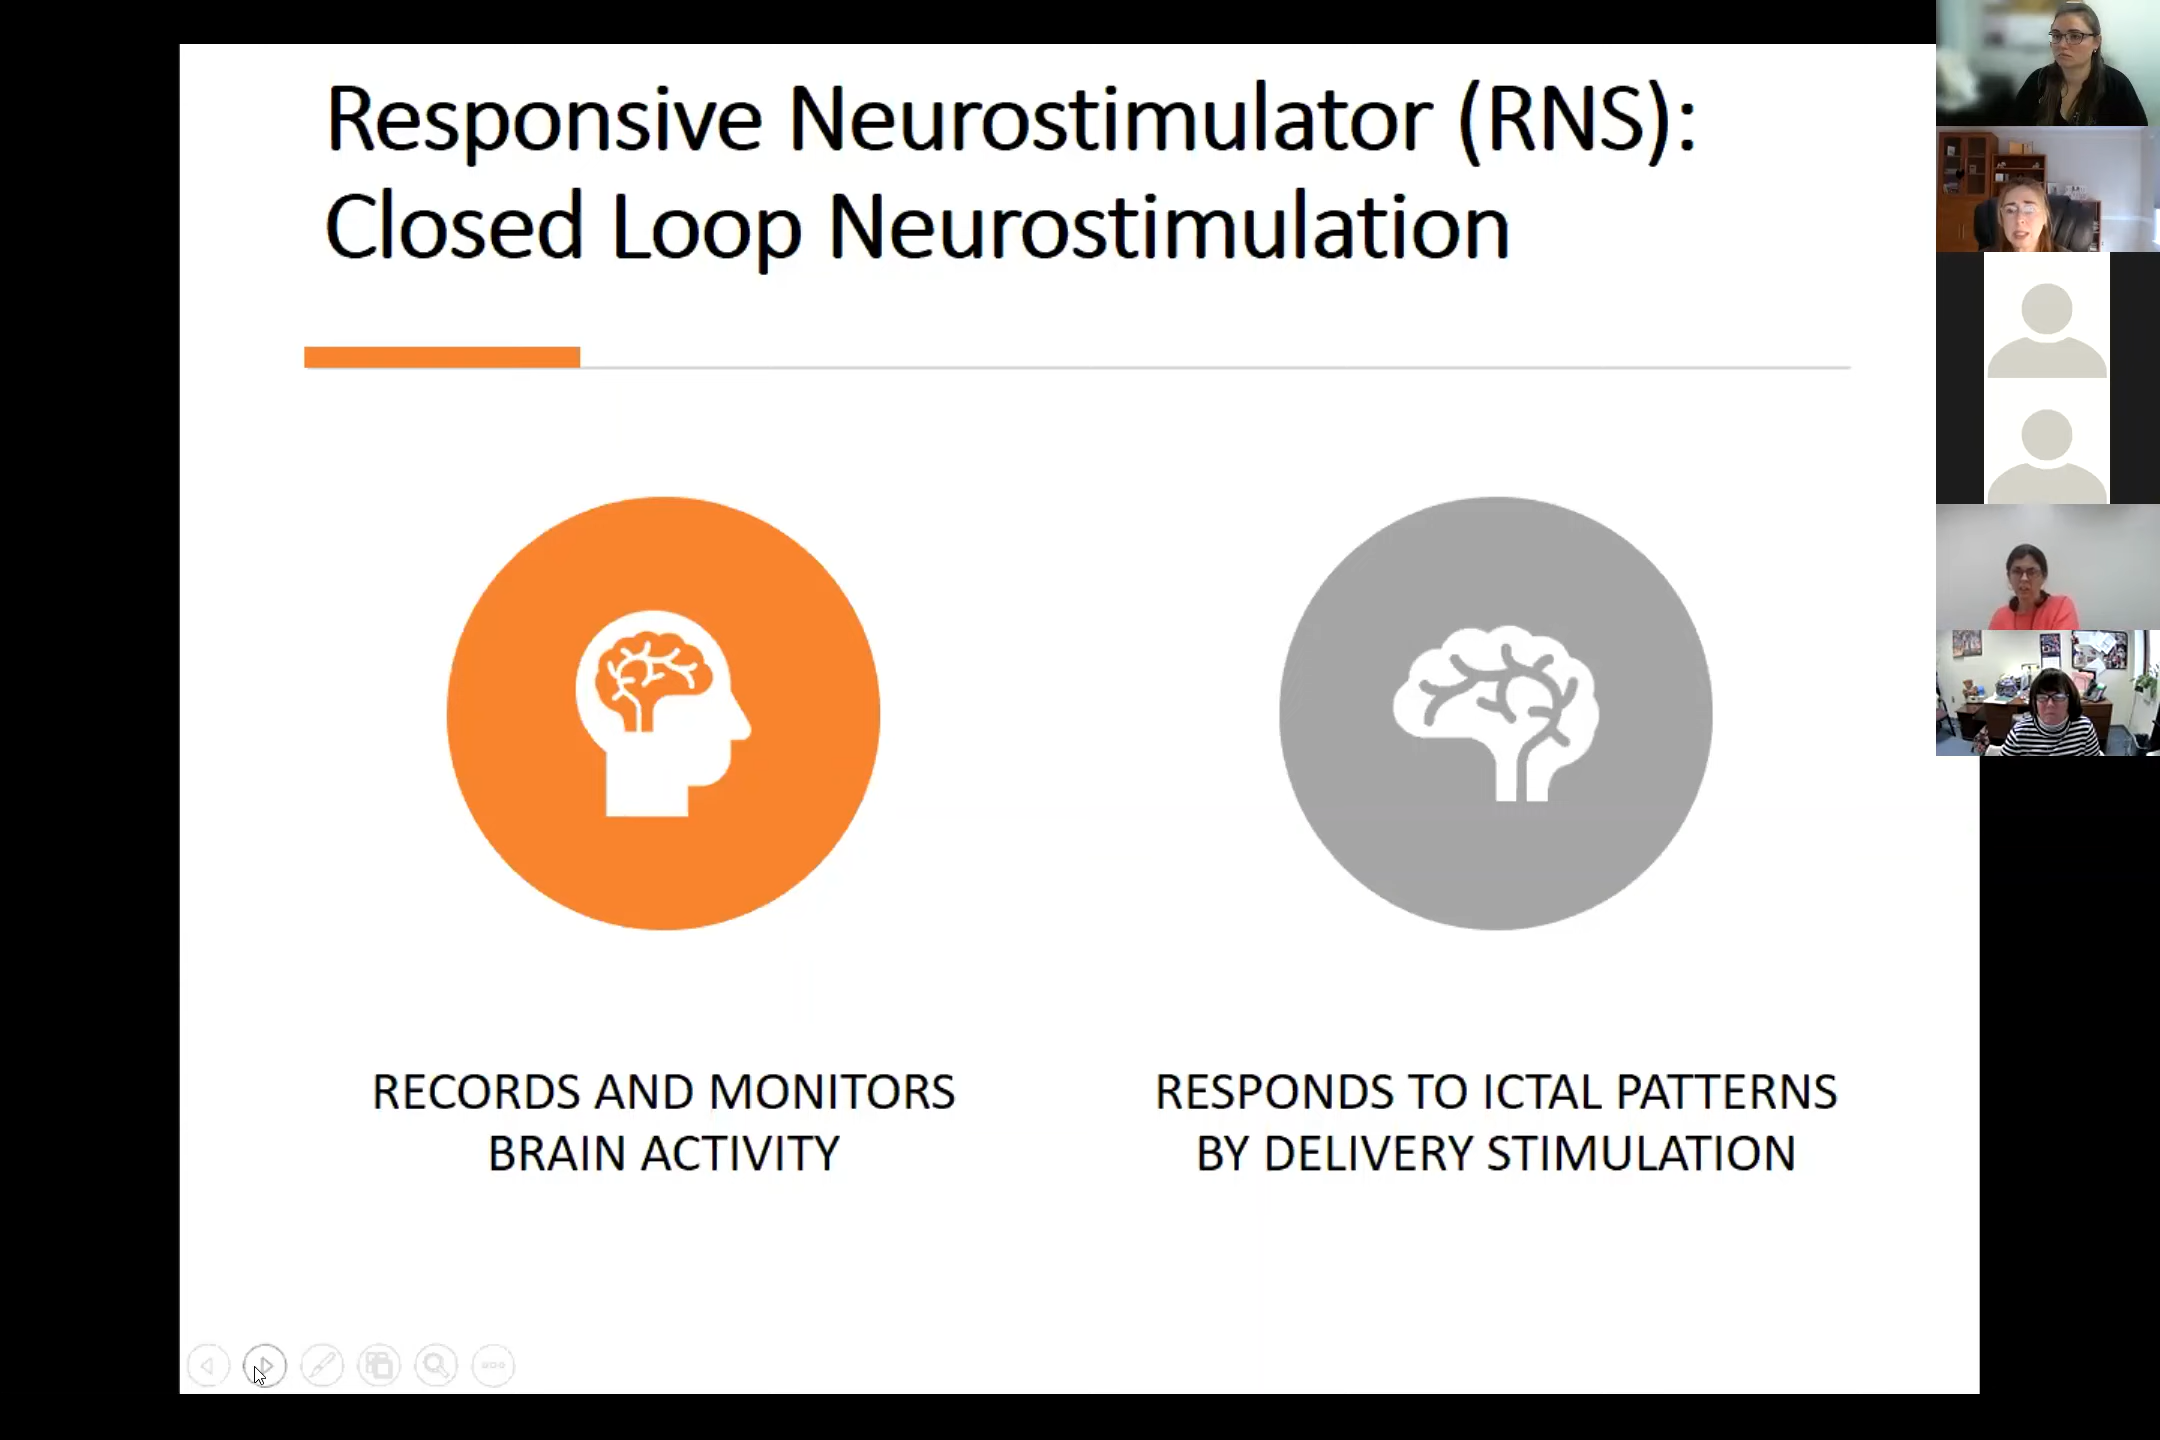 Responsive Neurostimulator (RNS):
Closed Loop Neurostimulation
RECORDS AND MONITORS
BRAIN ACTIVITY
RESPONDS TO ICTAL PATTERNS
BY DELIVERY STIMULATION